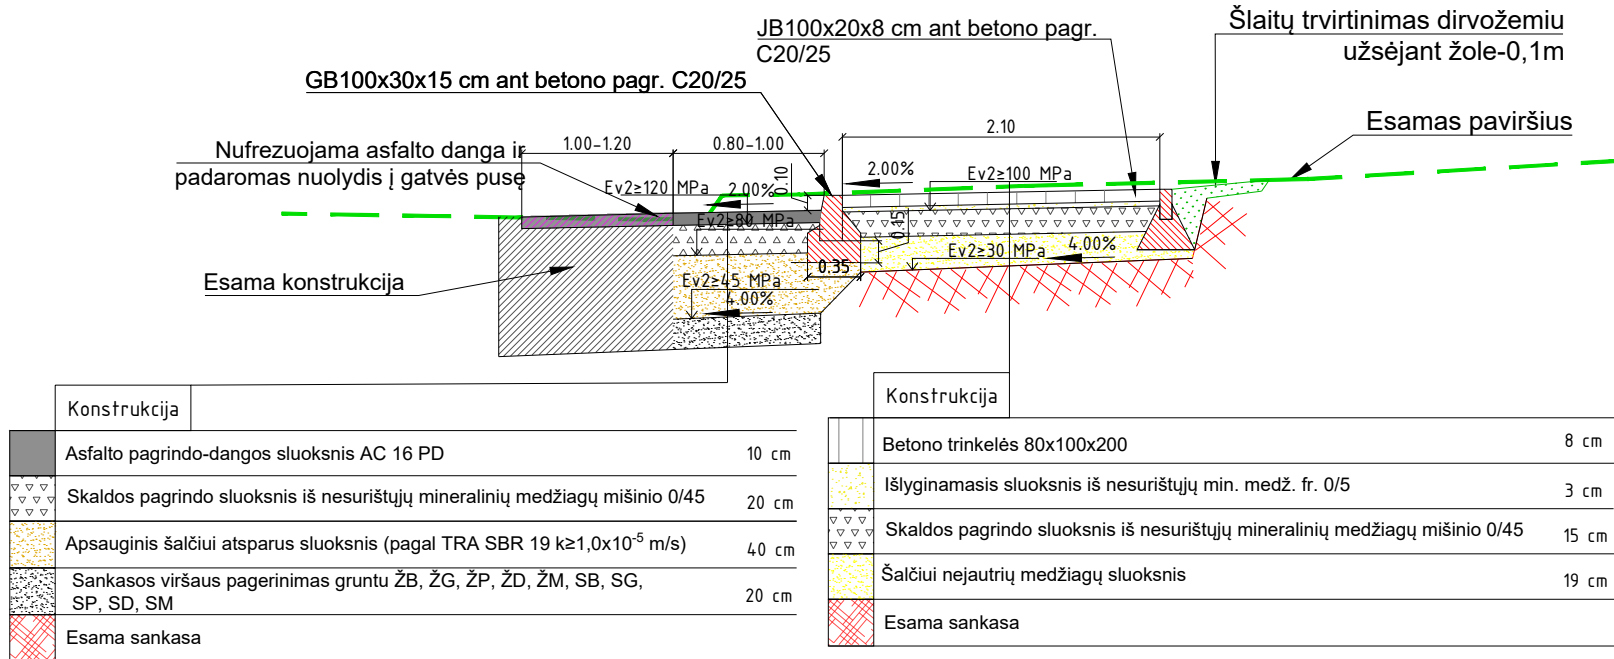 JB100x20x8 cm ant betono pagr.
C20/25
Šlaitų trvirtinimas dirvožemiu
užsėjant žole-0,1m
GB100x30x15 cm ant betono pagr. C20/25
Esamas paviršius
Nufrezuojama asfalto danga ir
padaromas nuolydis į gatvės pusę
1.00-1.20
0.80-1.00
2.10
Ev2≥120 MPa
2.00%
0.10
2.00%
Ev2≥100 MPa
Ev2≥80 MPa
0.15
Esama konstrukcija
Ev2≥45 MPa
4.00%
0.35
Ev2≥30 MPa
4.00%
Konstrukcija
Asfalto pagrindo-dangos sluoksnis AC 16 PD 10 cm
Skaldos pagrindo sluoksnis iš nesurištųjų mineralinių medžiagų mišinio 0/45 20 cm
Apsauginis šalčiui atsparus sluoksnis (pagal TRA SBR 19 k≥1,0x10⁻⁵ m/s) 40 cm
Sankasos viršaus pagerinimas gruntu ŽB, ŽG, ŽP, ŽD, ŽM, SB, SG,
SP, SD, SM 20 cm
Esama sankasa
Konstrukcija
Betono trinkelės 80x100x200 8 cm
Išlyginamasis sluoksnis iš nesurištųjų min. medž. fr. 0/5 3 cm
Skaldos pagrindo sluoksnis iš nesurištųjų mineralinių medžiagų mišinio 0/45 15 cm
Šalčiui nejautrių medžiagų sluoksnis 19 cm
Esama sankasa